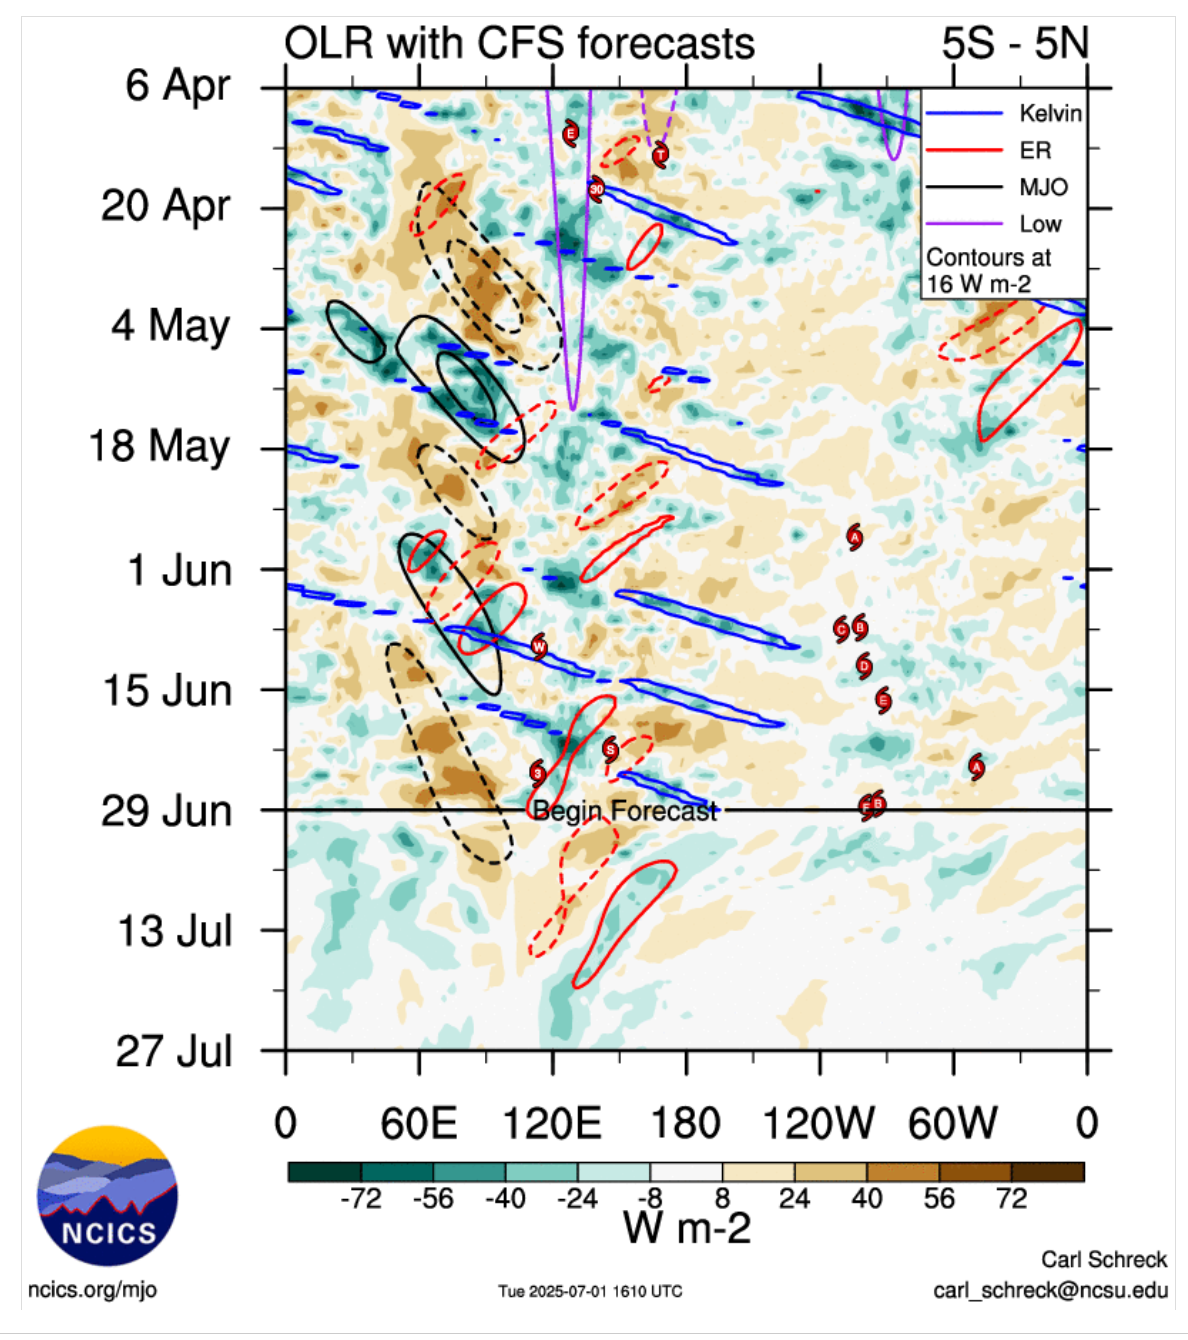 OLR with CFS forecasts 5S - 5N
6 Apr
20 Apr
4 May
18 May
1 Jun
15 Jun
29 Jun
13 Jul
27 Jul
Kelvin
ER
MJO
Low
Contours at
16 W m-2
E
T
30
A
C B
W
D
E
S
A
3
F B
Begin Forecast
0 60E 120E 180 120W 60W 0
-72 -56 -40 -24 -8 8 24 40 56 72
W m-2
NCICS
ncics.org/mjo
Tue 2025-07-01 1610 UTC
Carl Schreck
carl_schreck@ncsu.edu